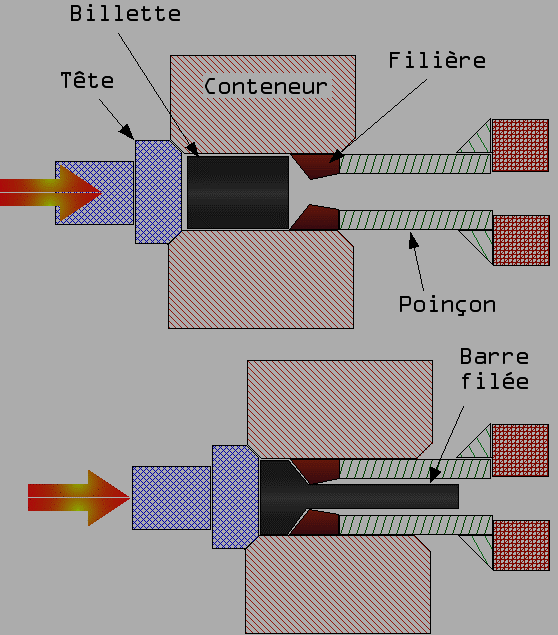 Billette
Filière
Tête
Conteneur
Poinçon
Barre
filée